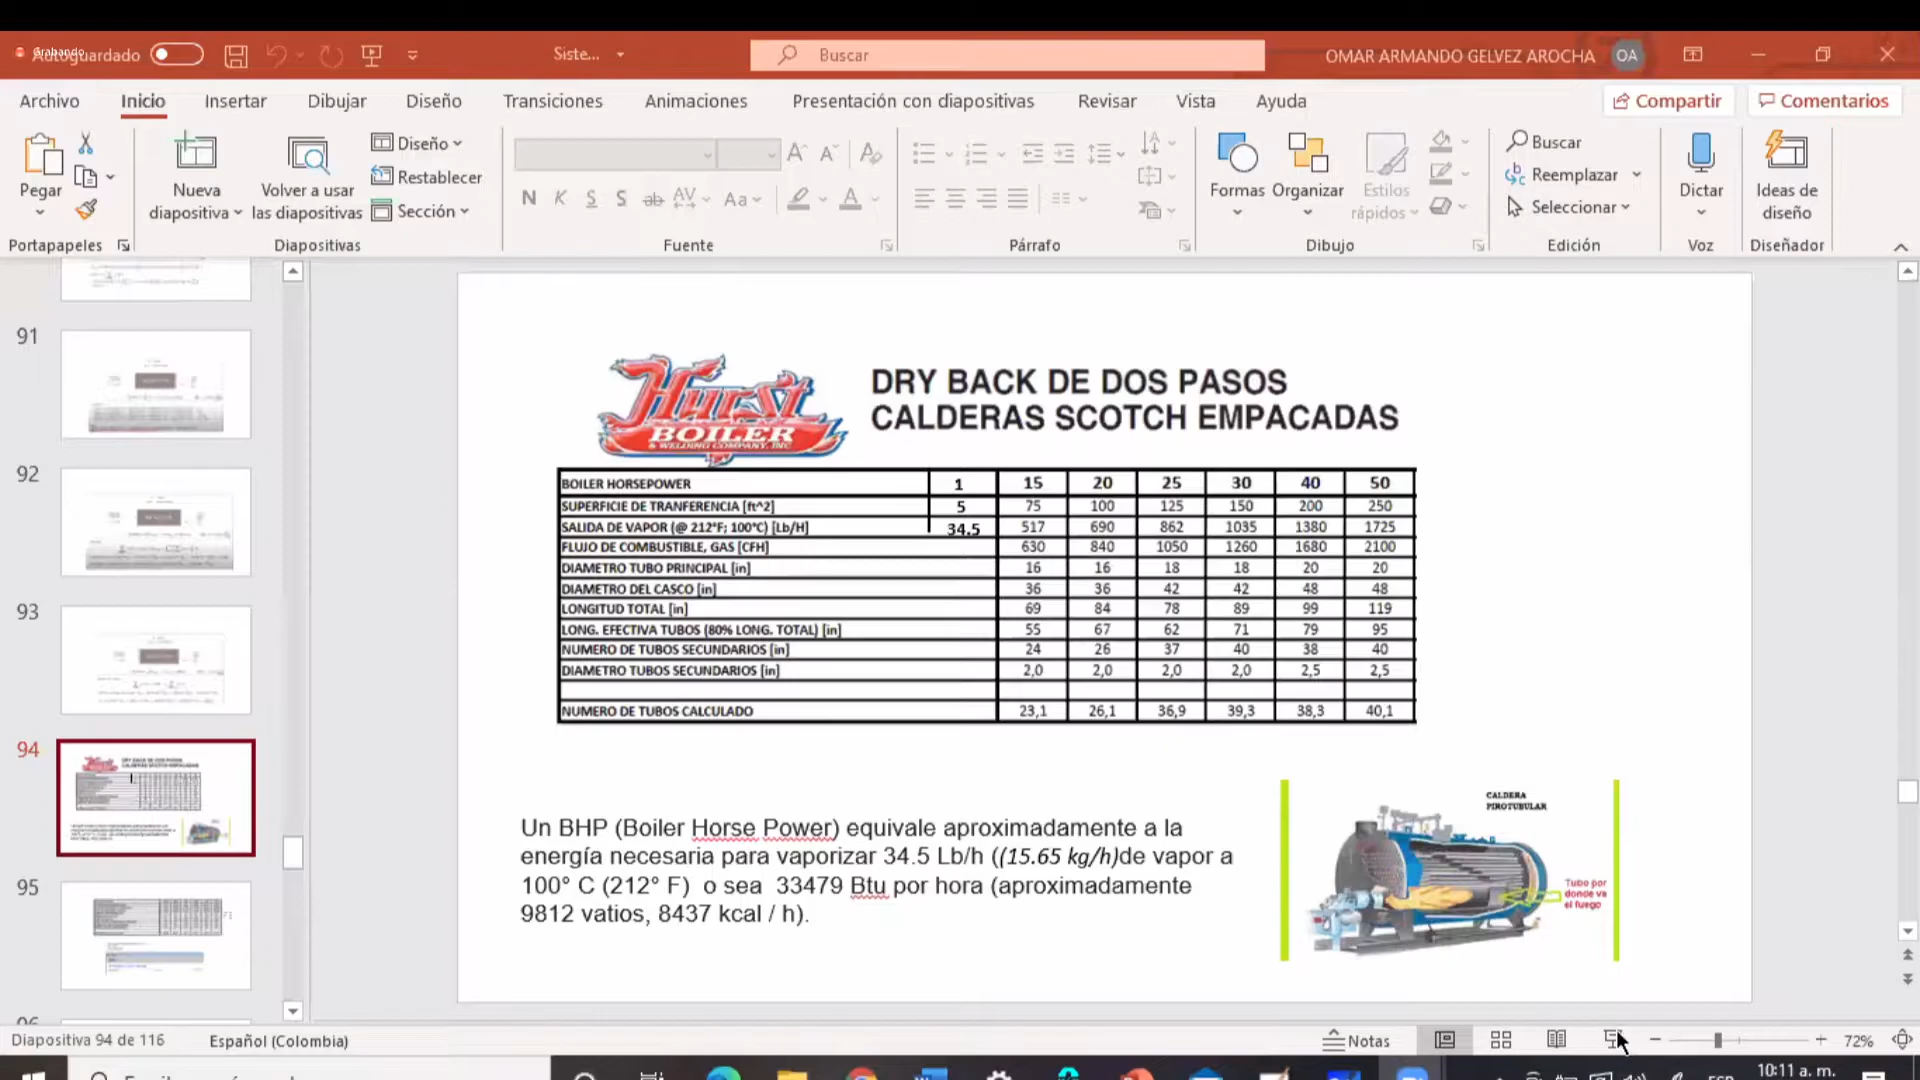 Grabando
Autoguardado
Siste...
Buscar
OMAR ARMANDO GELVEZ AROCHA
OA
Archivo Inicio Insertar Dibujar Diseño Transiciones Animaciones Presentación con diapositivas Revisar Vista Ayuda
Compartir Comentarios
Pegar
Nueva diapositiva
Volver a usar las diapositivas
Diseño
Restablecer
Sección
N K S S ab AV Aa A
Formas Organizar Estilos rápidos
Buscar
Reemplazar
Seleccionar
Dictar
Ideas de diseño
Portapapeles Diapositivas Fuente Párrafo Dibujo Edición Voz Diseñador
91
92
93
94
95
Hurst
BOILER
& WELDING COMPANY, INC
DRY BACK DE DOS PASOS
CALDERAS SCOTCH EMPACADAS
BOILER HORSEPOWER 1 15 20 25 30 40 50
SUPERFICIE DE TRANFERENCIA [ft^2] 5 75 100 125 150 200 250
SALIDA DE VAPOR (@ 212°F; 100°C) [Lb/H] 34.5 517 690 862 1035 1380 1725
FLUJO DE COMBUSTIBLE, GAS [CFH] 630 840 1050 1260 1680 2100
DIAMETRO TUBO PRINCIPAL [in] 16 16 18 18 20 20
DIAMETRO DEL CASCO [in] 36 36 42 42 48 48
LONGITUD TOTAL [in] 69 84 78 89 99 119
LONG. EFECTIVA TUBOS (80% LONG. TOTAL) [in] 55 67 62 71 79 95
NUMERO DE TUBOS SECUNDARIOS [in] 24 26 37 40 38 40
DIAMETRO TUBOS SECUNDARIOS [in] 2,0 2,0 2,0 2,0 2,5 2,5
NUMERO DE TUBOS CALCULADO 23,1 26,1 36,9 39,3 38,3 40,1
Un BHP (Boiler Horse Power) equivale aproximadamente a la
energía necesaria para vaporizar 34.5 Lb/h ((15.65 kg/h)de vapor a
100° C (212° F) o sea 33479 Btu por hora (aproximadamente
9812 vatios, 8437 kcal / h).
CALDERA
PIROTUBULAR
Tubo por
donde va
el fuego
Diapositiva 94 de 116 Español (Colombia) Notas 72%
10:11 a. m.